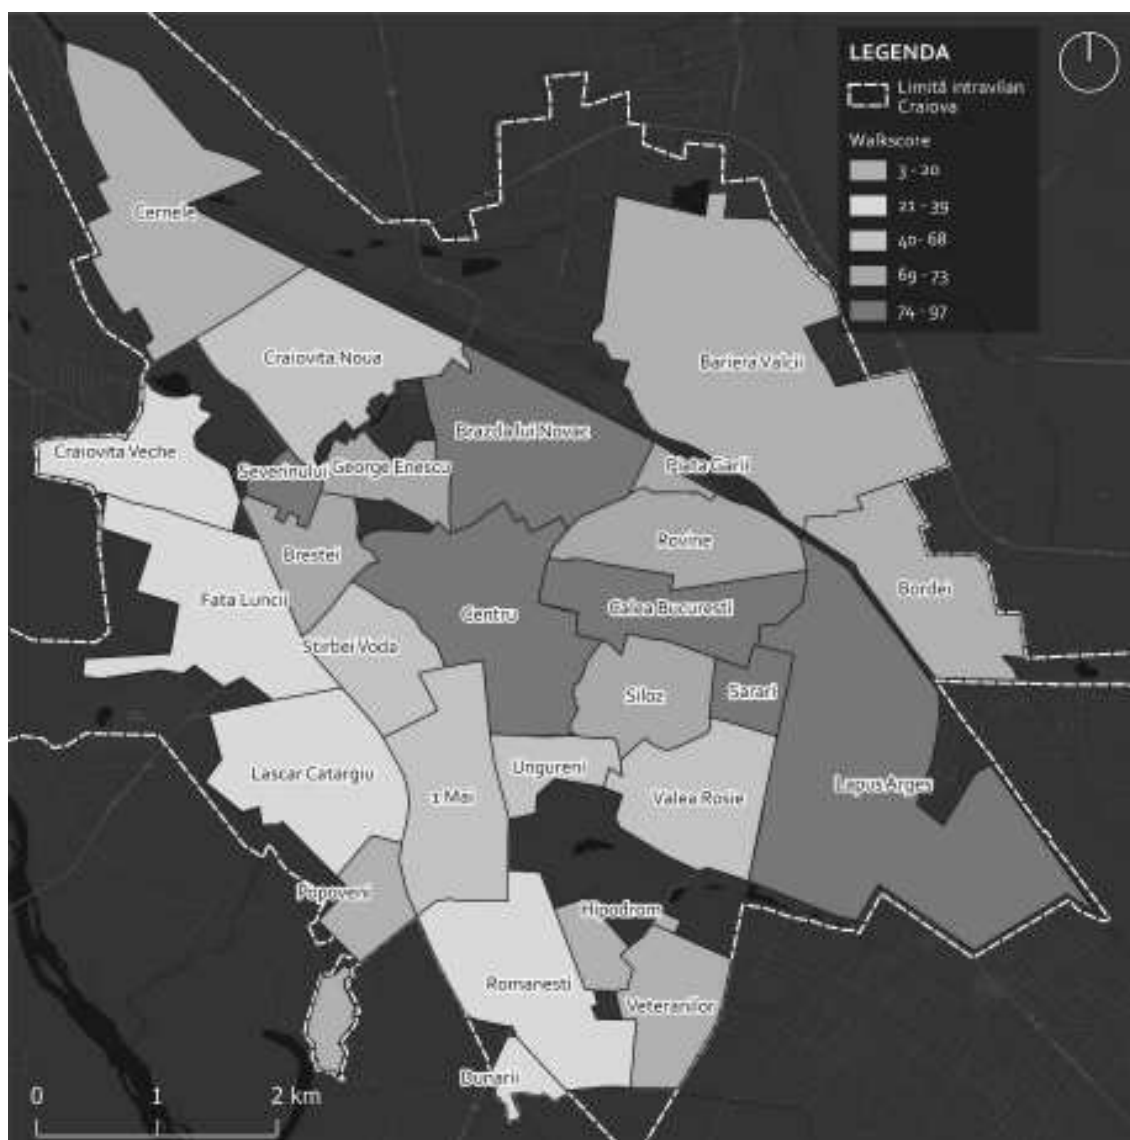 LEGENDA
Limită intravilan
Craiova
Walkscore
3 - 20
21 - 39
40- 68
69 - 73
74 - 97
Cernele
Craiovita Noua
Bariera Valcii
Craiovita Veche
Severinului
George Enescu
Brazda lui Novac
Piata Garii
Brestei
Rovine
Fata Luncii
Centru
Calea Bucuresti
Bordei
Stirbei Voda
Siloz
Sarari
Lascar Catargiu
1 Mai
Ungureni
Valea Rosie
Lapus Arges
Popoveni
Hipodrom
Romanesti
Veteranilor
Dunarii
0 1 2 km